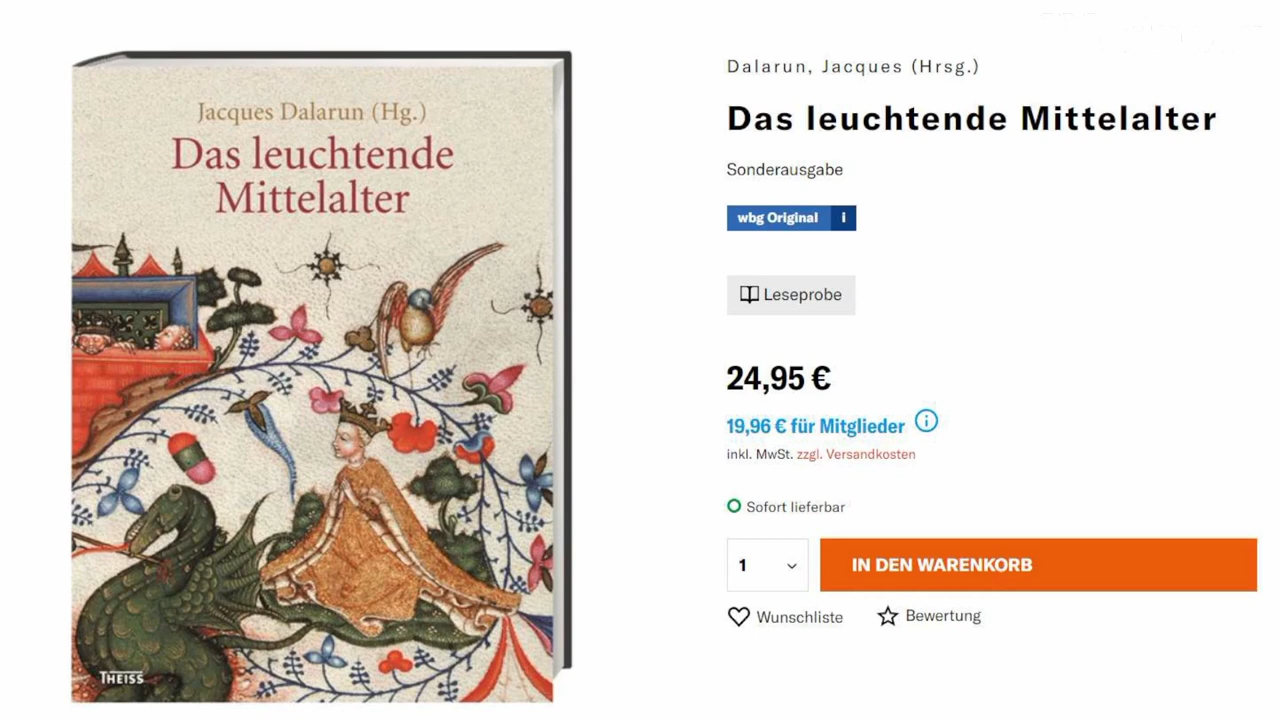 Jacques Dalarun (Hg.)
Das leuchtende
Mittelalter
THEISS
Dalarun, Jacques (Hrsg.)
Das leuchtende Mittelalter
Sonderausgabe
wbg Original i
Leseprobe
24,95 €
19,96 € für Mitglieder i
inkl. MwSt. zzgl. Versandkosten
Sofort lieferbar
1 IN DEN WARENKORB
Wunschliste Bewertung